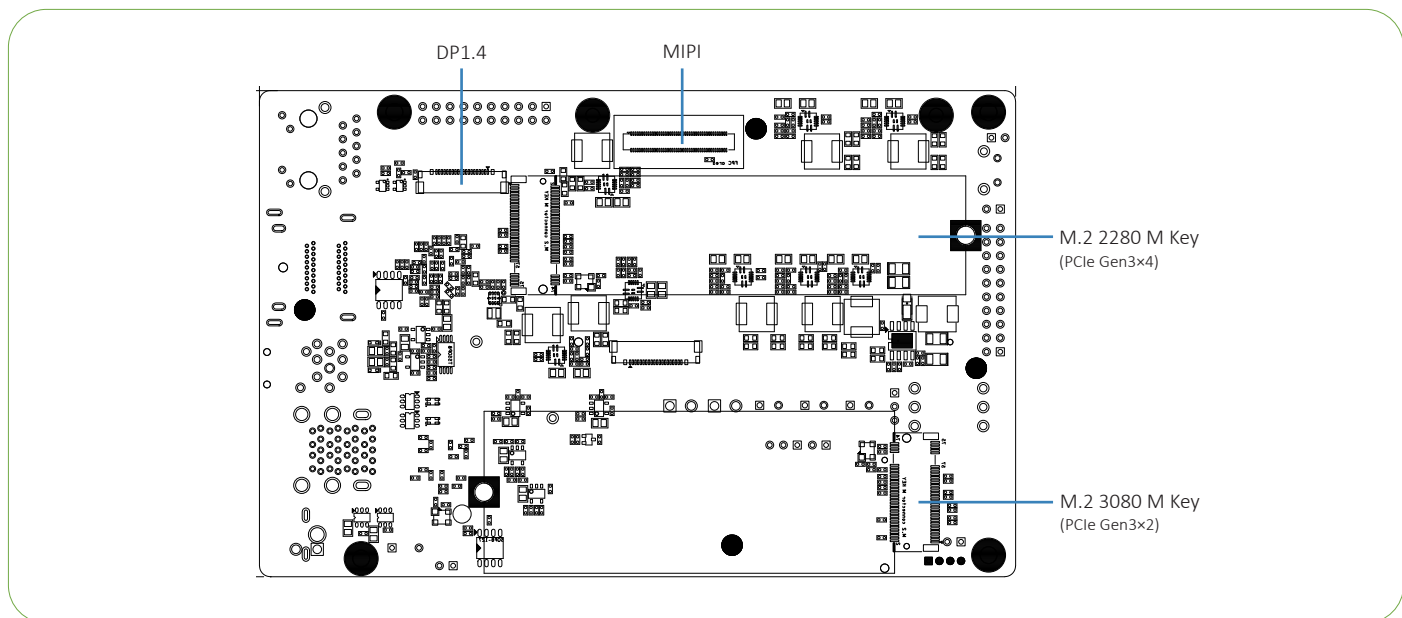 DP1.4
MIPI
M.2 2280 M Key
(PCIe Gen3×4)
M.2 3080 M Key
(PCIe Gen3×2)